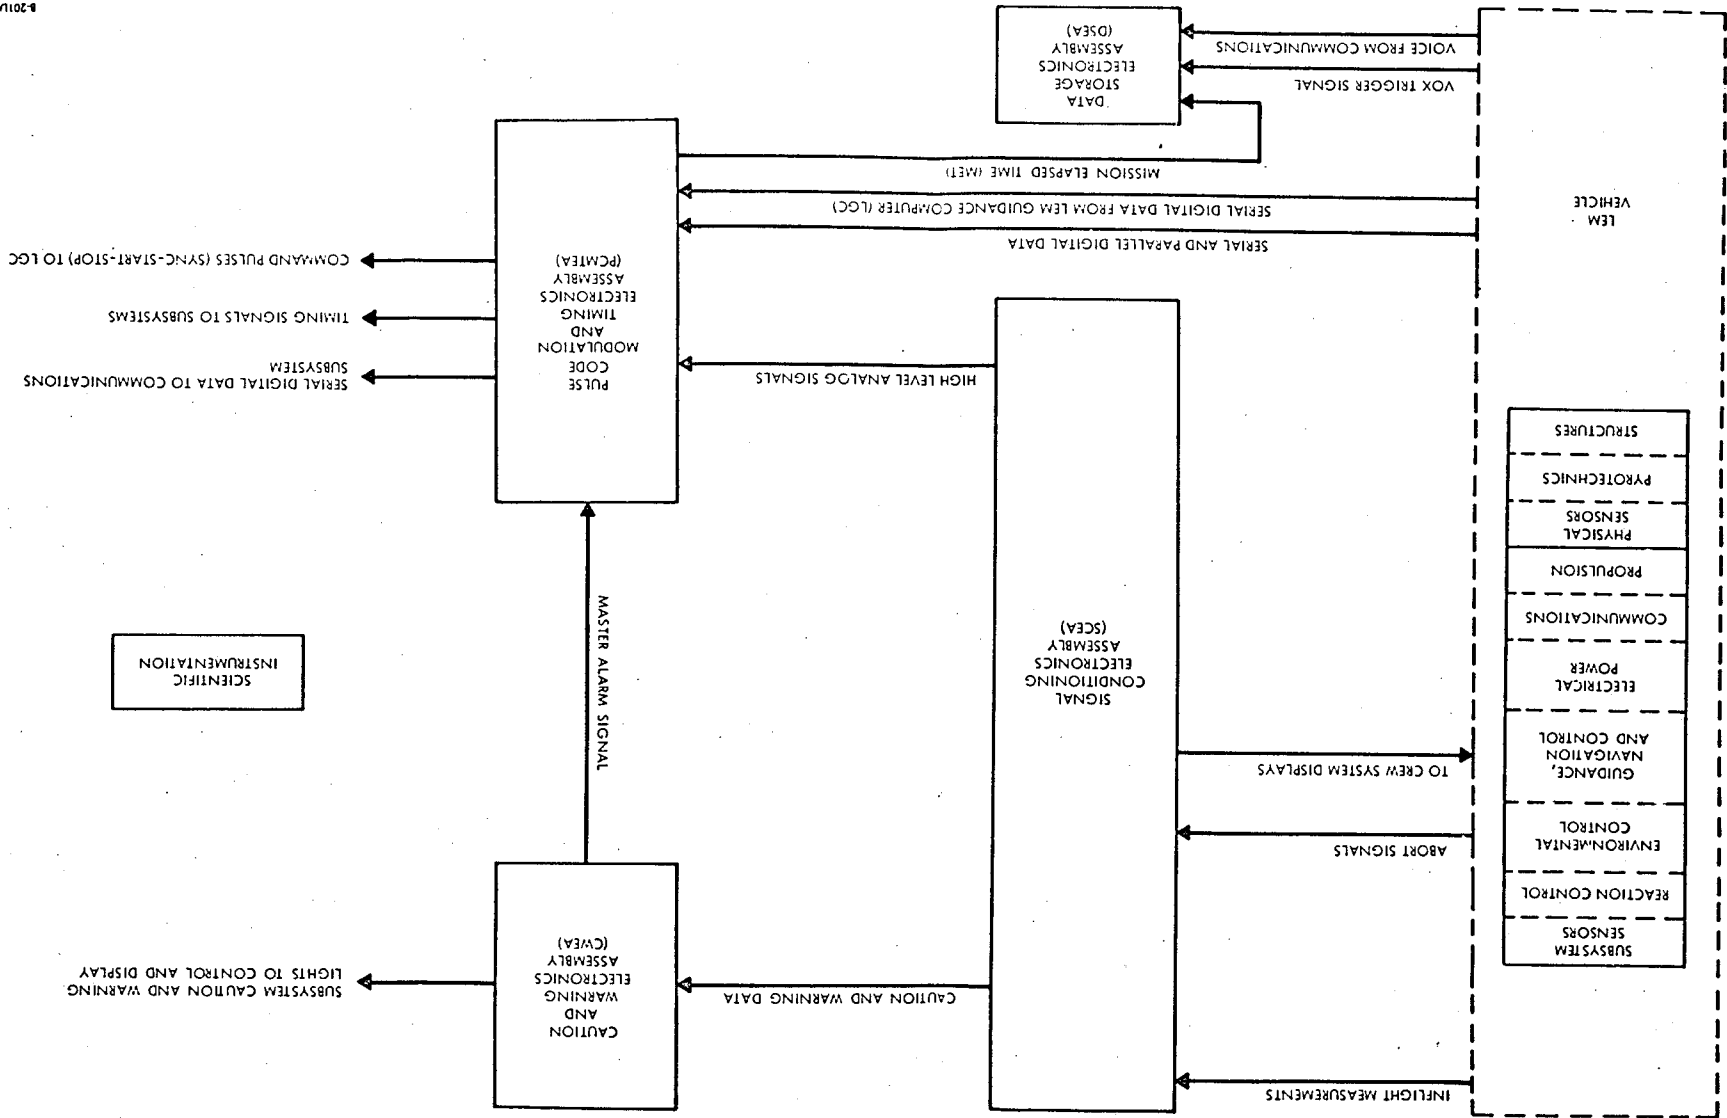 INFLIGHT MEASUREMENTS
SUBSYSTEM
SENSORS
REACTION CONTROL
ENVIRONMENTAL
CONTROL
GUIDANCE,
NAVIGATION
AND CONTROL
ELECTRICAL
POWER
COMMUNICATIONS
PROPULSION
PHYSICAL
SENSORS
PYROTECHNICS
STRUCTURES
LEM
VEHICLE
ABORT SIGNALS
TO CREW SYSTEM DISPLAYS
SIGNAL
CONDITIONING
ELECTRONICS
ASSEMBLY
(SCEA)
CAUTION AND WARNING DATA
CAUTION
AND
WARNING
ELECTRONICS
ASSEMBLY
(CWEA)
SUBSYSTEM CAUTION AND WARNING
LIGHTS TO CONTROL AND DISPLAY
MASTER ALARM SIGNAL
SCIENTIFIC
INSTRUMENTATION
HIGH LEVEL ANALOG SIGNALS
PULSE
CODE
MODULATION
AND
TIMING
ELECTRONICS
ASSEMBLY
(PCMTEA)
SERIAL DIGITAL DATA TO COMMUNICATIONS
SUBSYSTEM
TIMING SIGNALS TO SUBSYSTEMS
COMMAND PULSES (SYNC-START-STOP) TO LGC
SERIAL AND PARALLEL DIGITAL DATA
SERIAL DIGITAL DATA FROM LEM GUIDANCE COMPUTER (LGC)
MISSION ELAPSED TIME (MET)
VOX TRIGGER SIGNAL
VOICE FROM COMMUNICATIONS
DATA
STORAGE
ELECTRONICS
ASSEMBLY
(DSEA)